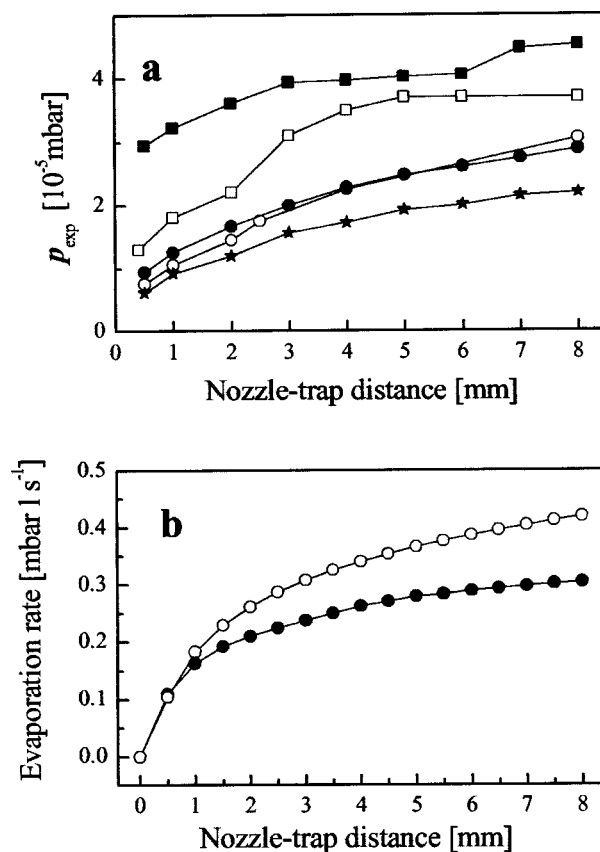 a
4
2
0
p_exp [10^-5 mbar]
0 1 2 3 4 5 6 7 8
Nozzle-trap distance [mm]
b
0.5
0.4
0.3
0.2
0.1
0.0
Evaporation rate [mbar l s^-1]
0 1 2 3 4 5 6 7 8
Nozzle-trap distance [mm]